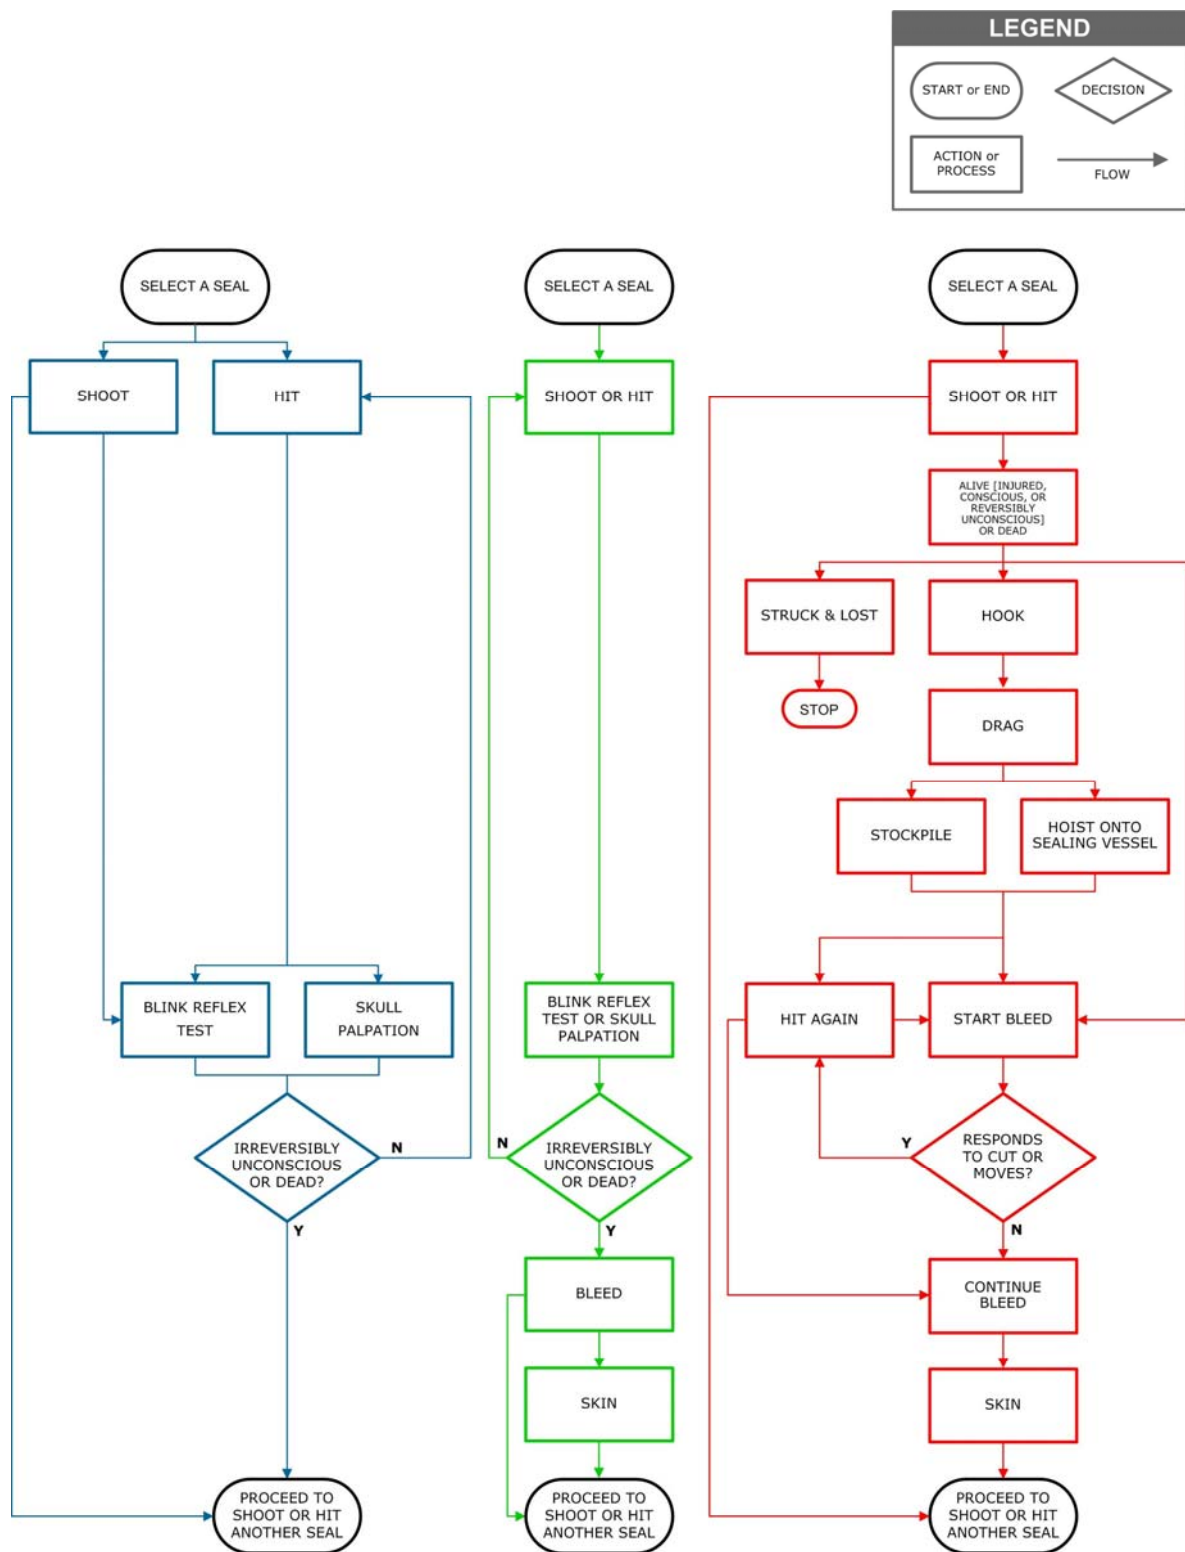 LEGEND
START or END
DECISION
ACTION or
PROCESS
FLOW
SELECT A SEAL
SHOOT
HIT
BLINK REFLEX
TEST
SKULL
PALPATION
IRREVERSIBLY
UNCONSCIOUS
OR DEAD?
N
Y
PROCEED TO
SHOOT OR HIT
ANOTHER SEAL
SELECT A SEAL
SHOOT OR HIT
BLINK REFLEX
TEST OR SKULL
PALPATION
N
IRREVERSIBLY
UNCONSCIOUS
OR DEAD?
Y
BLEED
SKIN
PROCEED TO
SHOOT OR HIT
ANOTHER SEAL
SELECT A SEAL
SHOOT OR HIT
ALIVE [INJURED,
CONSCIOUS, OR
REVERSIBLY
UNCONSCIOUS]
OR DEAD
STRUCK & LOST
STOP
HOOK
DRAG
STOCKPILE
HOIST ONTO
SEALING VESSEL
HIT AGAIN
START BLEED
Y
RESPONDS
TO CUT OR
MOVES?
N
CONTINUE
BLEED
SKIN
PROCEED TO
SHOOT OR HIT
ANOTHER SEAL